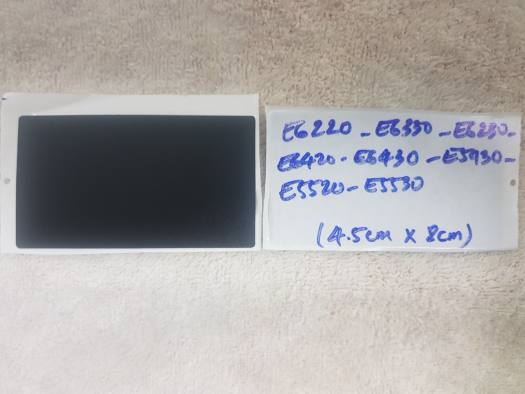 E6220 - E6330 - E6230 -
E6420 - E6430 - E5430 -
E5520 - E5530
(4.5cm x 8cm)